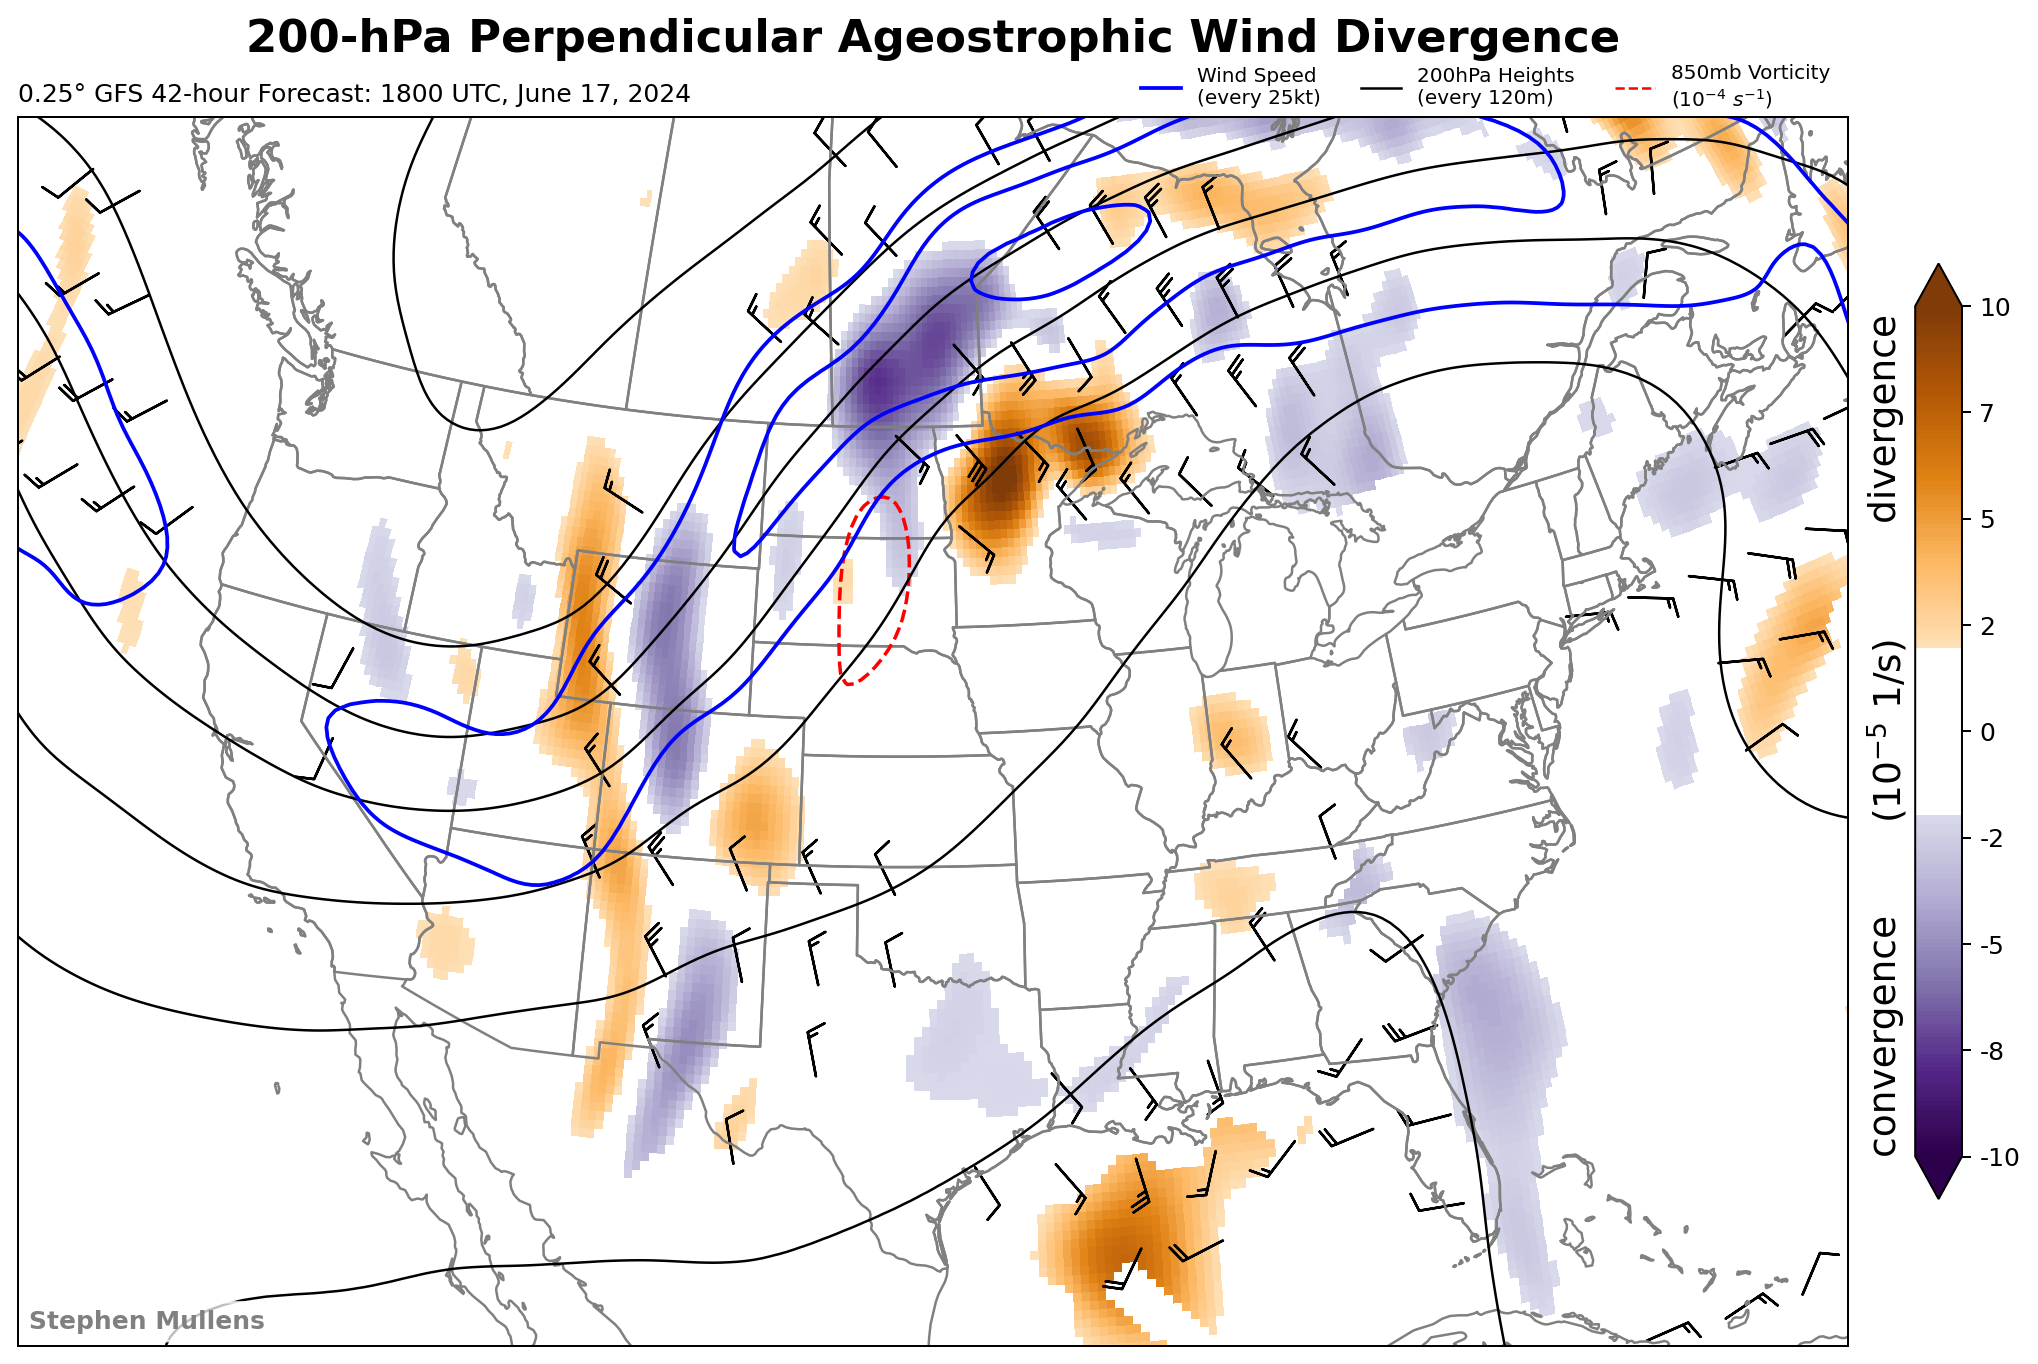 200-hPa Perpendicular Ageostrophic Wind Divergence
0.25° GFS 42-hour Forecast: 1800 UTC, June 17, 2024
Wind Speed
(every 25kt)
200hPa Heights
(every 120m)
850mb Vorticity
(10⁻⁴ s⁻¹)
10
7
5
2
0
-2
-5
-8
-10
convergence (10⁻⁵ 1/s) divergence
Stephen Mullens